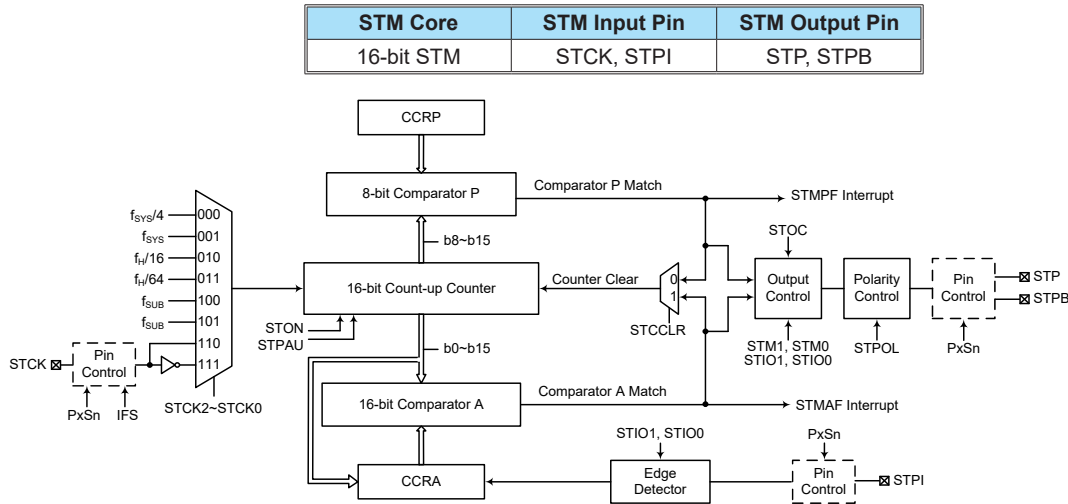 STM Core STM Input Pin STM Output Pin
16-bit STM STCK, STPI STP, STPB
CCRP
8-bit Comparator P
Comparator P Match
STMPF Interrupt
b8~b15
fSYS/4 000
fSYS 001
fH/16 010
fH/64 011
fSUB 100
fSUB 101
110
111
STCK2~STCK0
STCK
Pin
Control
PxSn IFS
16-bit Count-up Counter
STON
STPAU
Counter Clear
0
1
STCCLR
STOC
Output
Control
STM1, STM0
STIO1, STIO0
Polarity
Control
STPOL
Pin
Control
PxSn
STP
STPB
b0~b15
16-bit Comparator A
Comparator A Match
STMAF Interrupt
CCRA
STIO1, STIO0
Edge
Detector
PxSn
Pin
Control
STPI